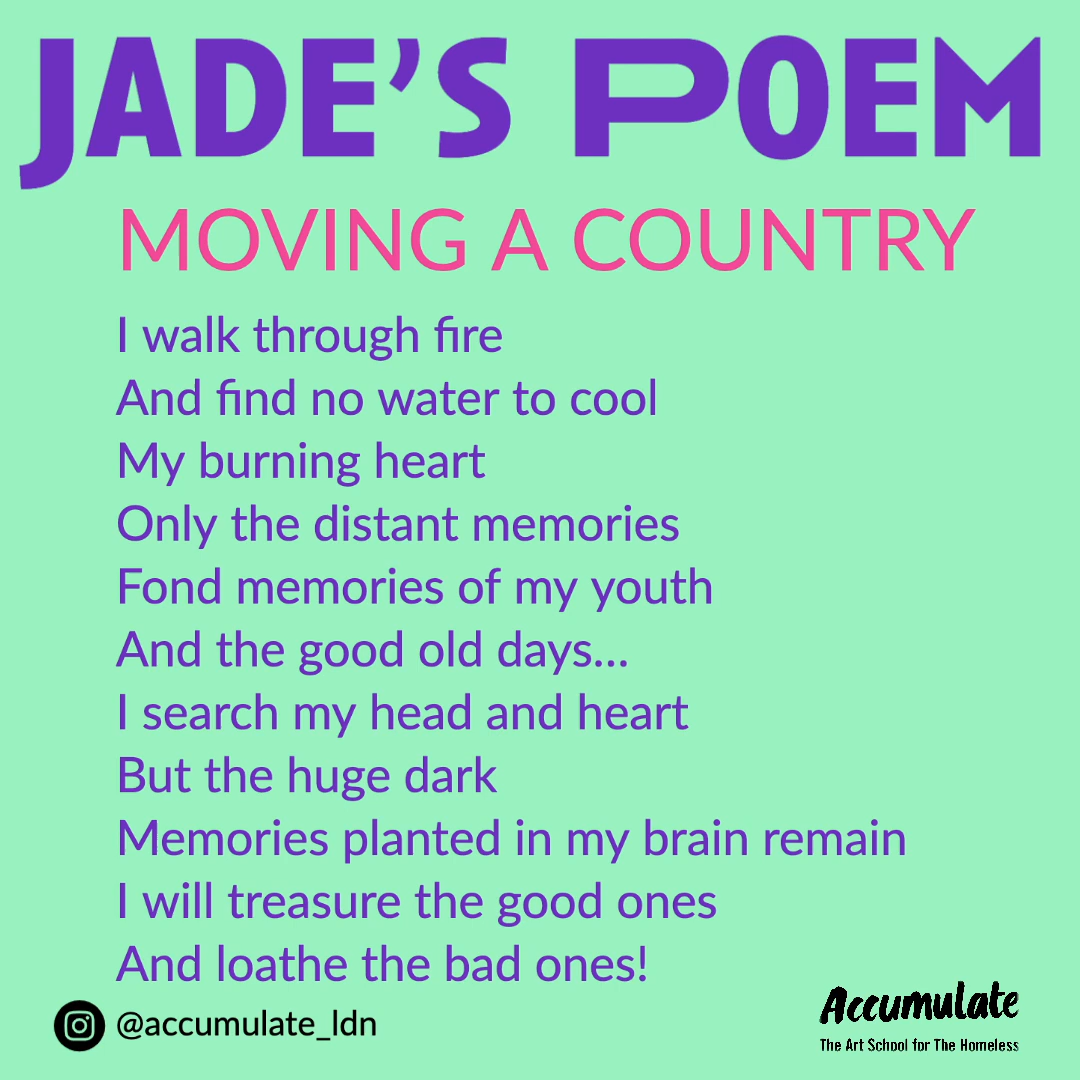 JADE'S POEM
MOVING A COUNTRY
I walk through fire
And find no water to cool
My burning heart
Only the distant memories
Fond memories of my youth
And the good old days...
I search my head and heart
But the huge dark
Memories planted in my brain remain
I will treasure the good ones
And loathe the bad ones!
@accumulate_ldn
Accumulate
The Art School for The Homeless